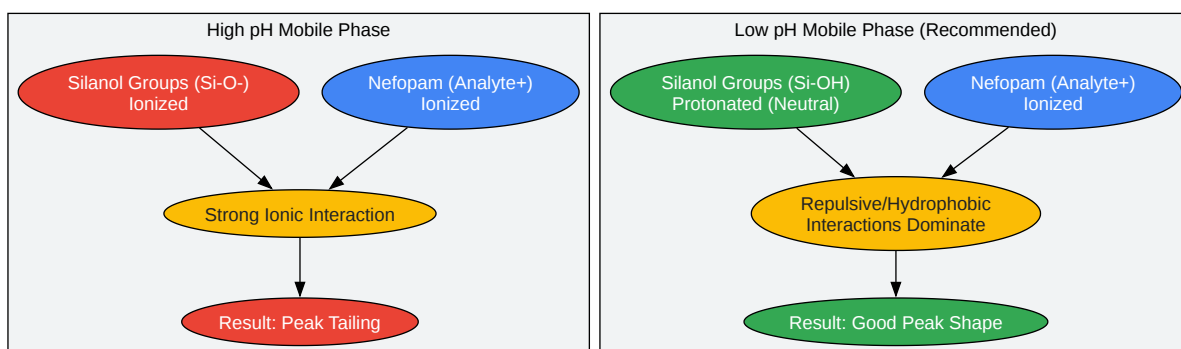 High pH Mobile Phase
Silanol Groups (Si-O-)
Ionized
Nefopam (Analyte+)
Ionized
Strong Ionic Interaction
Result: Peak Tailing
Low pH Mobile Phase (Recommended)
Silanol Groups (Si-OH)
Protonated (Neutral)
Nefopam (Analyte+)
Ionized
Repulsive/Hydrophobic
Interactions Dominate
Result: Good Peak Shape